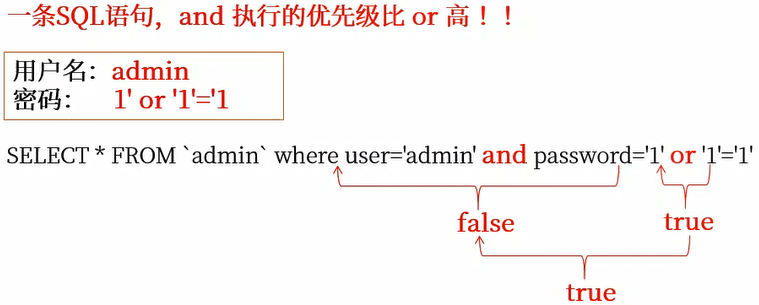 一条SQL语句，and 执行的优先级比 or 高！！
用户名：admin
密码： 1' or '1'='1
SELECT * FROM `admin` where user='admin' and password='1' or '1'='1'
false true
true